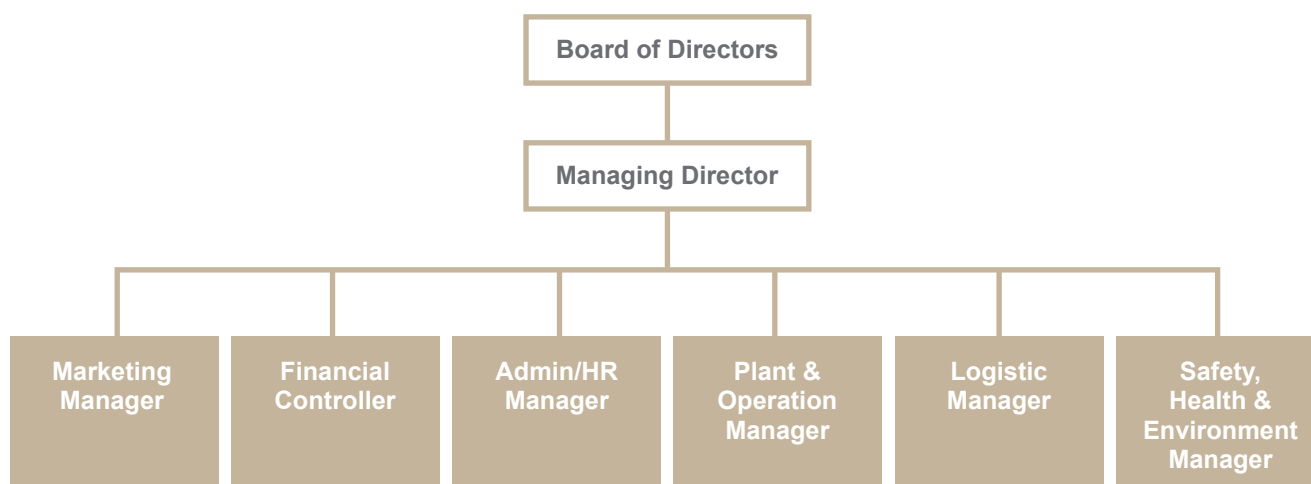 Board of Directors
Managing Director
Marketing
Manager
Financial
Controller
Admin/HR
Manager
Plant &
Operation
Manager
Logistic
Manager
Safety,
Health &
Environment
Manager